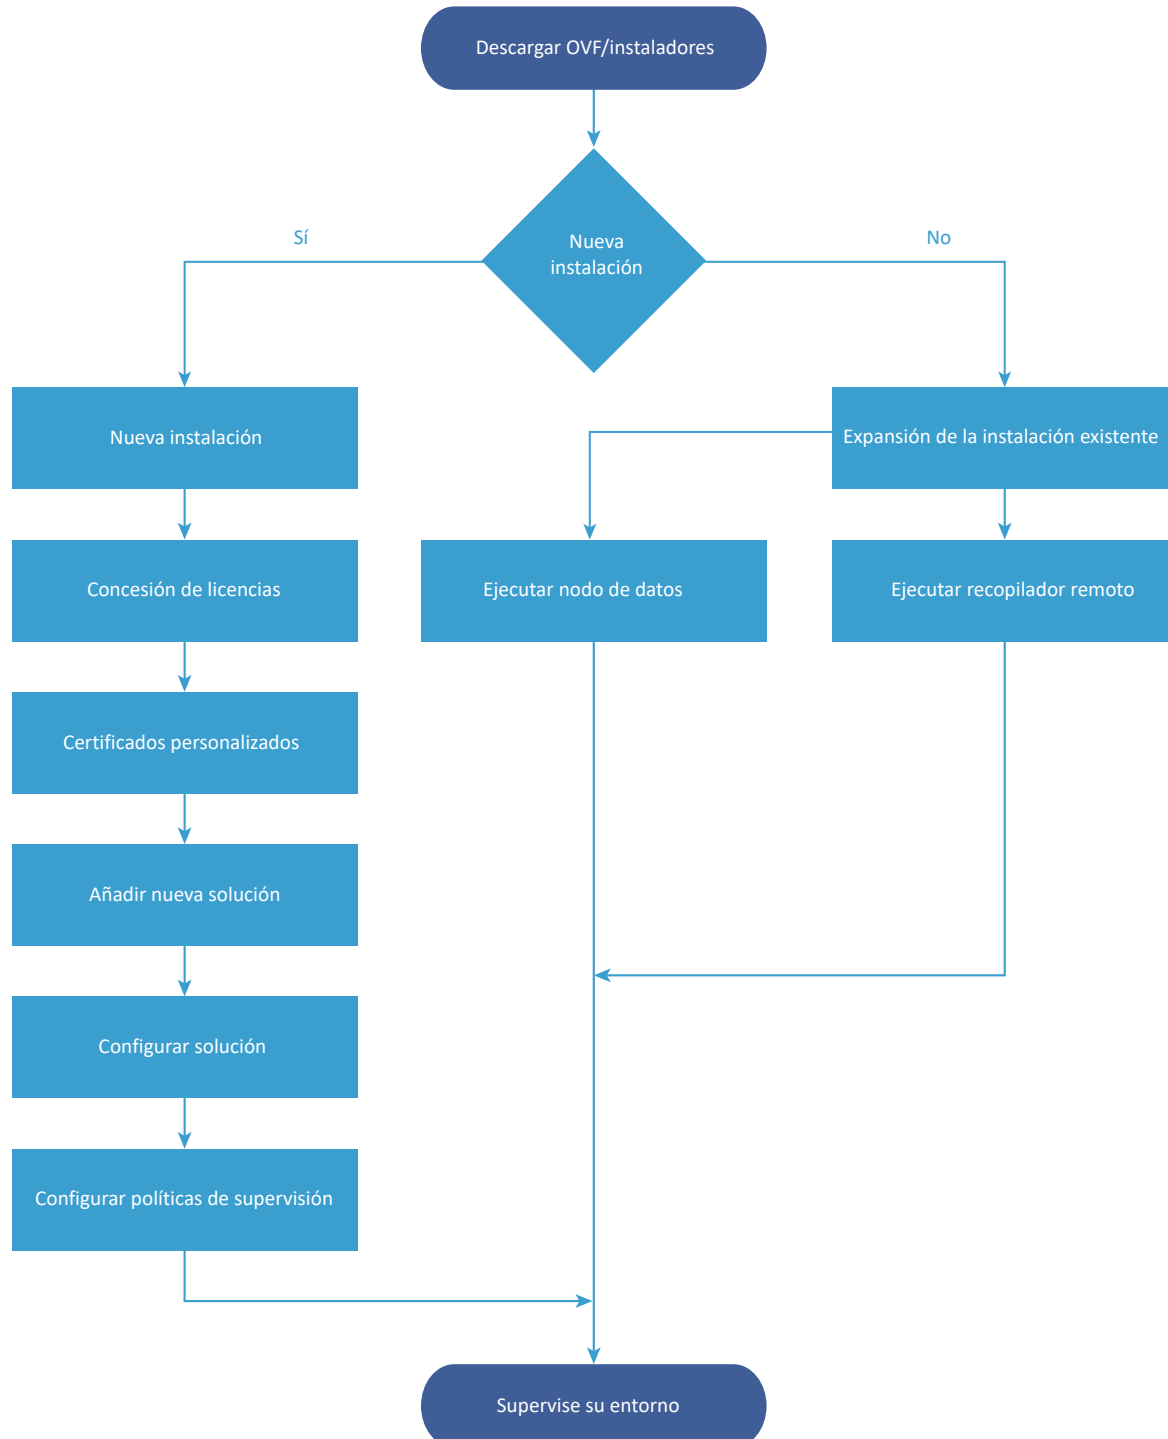 Descargar OVF/instaladores
Nueva
instalación
Sí
No
Nueva instalación
Expansión de la instalación existente
Concesión de licencias
Ejecutar nodo de datos
Ejecutar recopilador remoto
Certificados personalizados
Añadir nueva solución
Configurar solución
Configurar políticas de supervisión
Supervise su entorno